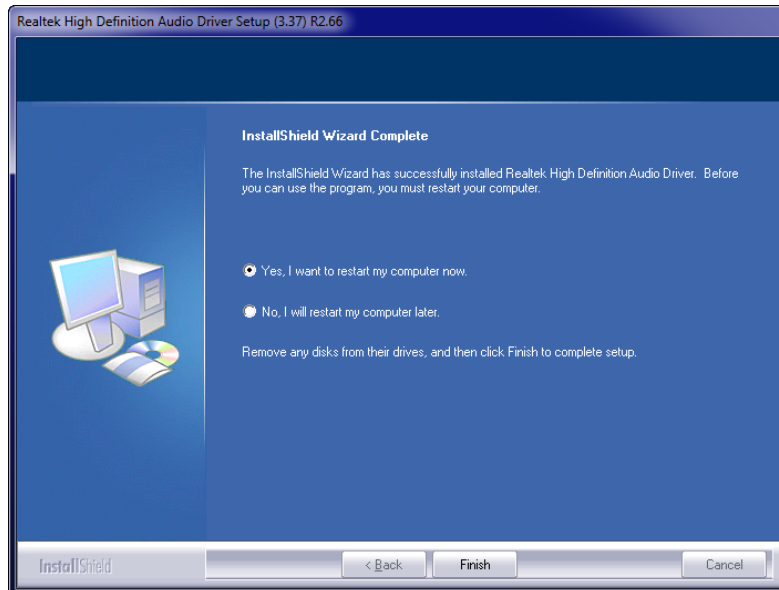 Realtek High Definition Audio Driver Setup (3.37) R2.66
InstallShield Wizard Complete
The InstallShield Wizard has successfully installed Realtek High Definition Audio Driver. Before
you can use the program, you must restart your computer.
Yes, I want to restart my computer now.
No, I will restart my computer later.
Remove any disks from their drives, and then click Finish to complete setup.
InstallShield
< Back
Finish
Cancel